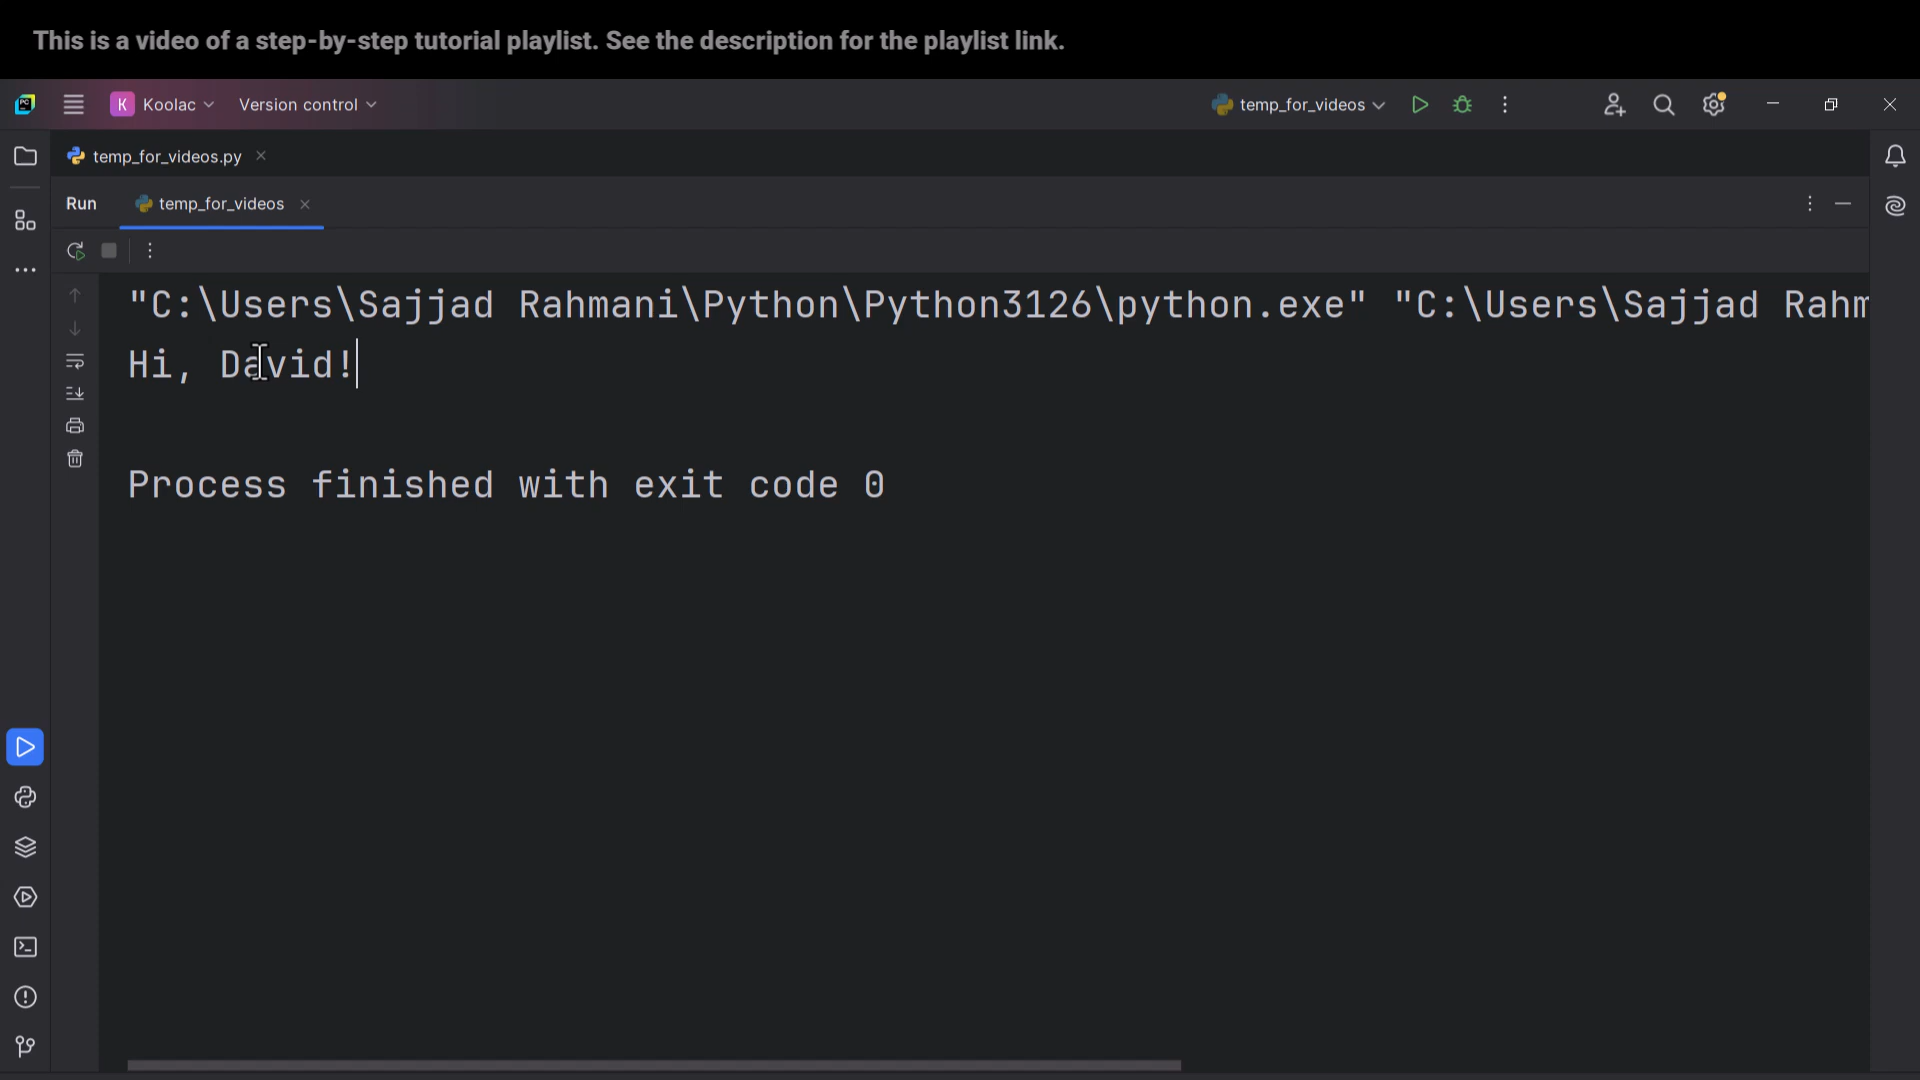 This is a video of a step-by-step tutorial playlist. See the description for the playlist link.
K Koolac Version control temp_for_videos
temp_for_videos.py
Run temp_for_videos
"C:\Users\Sajjad Rahmani\Python\Python3126\python.exe" "C:\Users\Sajjad Rahm
Hi, David!
Process finished with exit code 0